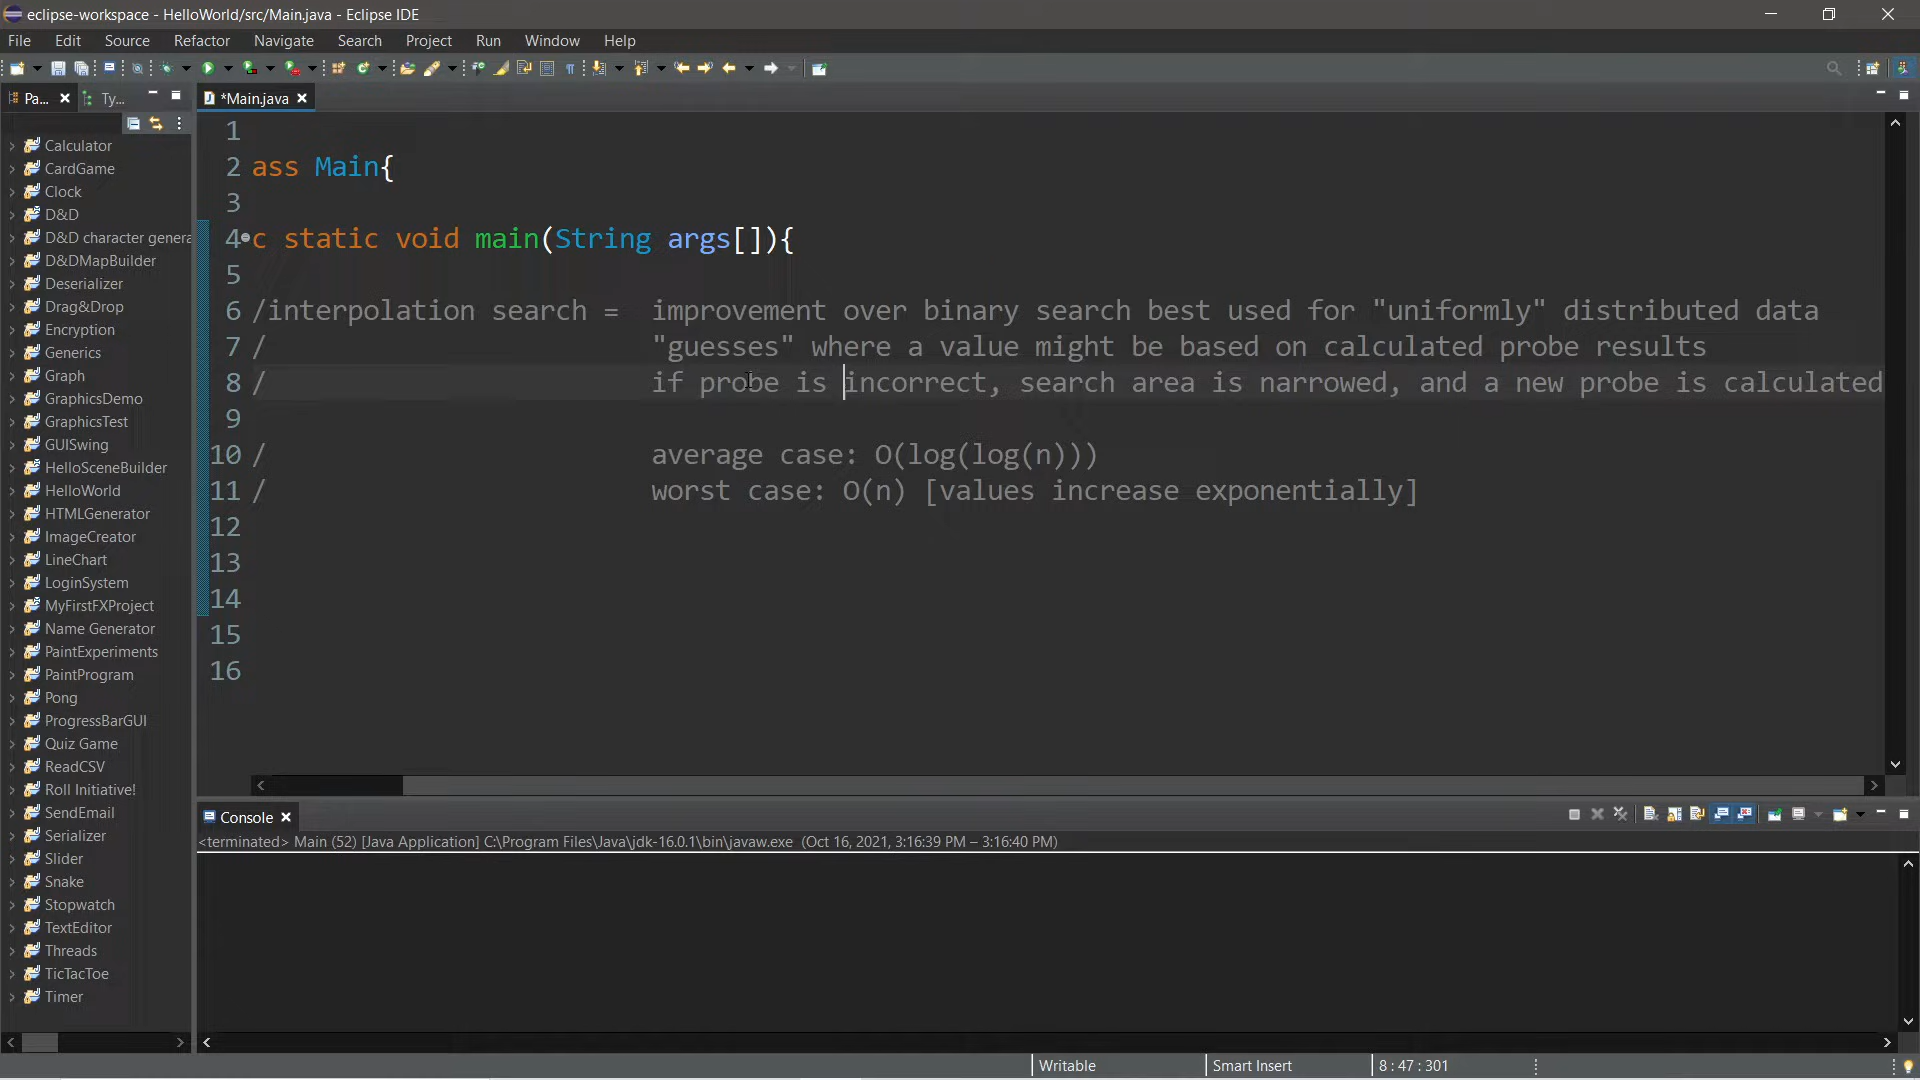 eclipse-workspace - HelloWorld/src/Main.java - Eclipse IDE
File Edit Source Refactor Navigate Search Project Run Window Help
Pa... Ty... *Main.java
Calculator
CardGame
Clock
D&D
D&D character genera
D&DMapBuilder
Deserializer
Drag&Drop
Encryption
Generics
Graph
GraphicsDemo
GraphicsTest
GUISwing
HelloSceneBuilder
HelloWorld
HTMLGenerator
ImageCreator
LineChart
LoginSystem
MyFirstFXProject
Name Generator
PaintExperiments
PaintProgram
Pong
ProgressBarGUI
Quiz Game
ReadCSV
Roll Initiative!
SendEmail
Serializer
Slider
Snake
Stopwatch
TextEditor
Threads
TicTacToe
Timer
1
2 ass Main{
3
4 c static void main(String args[]){
5
6 /interpolation search = improvement over binary search best used for "uniformly" distributed data
7 / "guesses" where a value might be based on calculated probe results
8 / if probe is incorrect, search area is narrowed, and a new probe is calculated
9
10 / average case: O(log(log(n)))
11 / worst case: O(n) [values increase exponentially]
12
13
14
15
16
Console
<terminated> Main (52) [Java Application] C:\Program Files\Java\jdk-16.0.1\bin\javaw.exe (Oct 16, 2021, 3:16:39 PM – 3:16:40 PM)
Writable Smart Insert 8 : 47 : 301